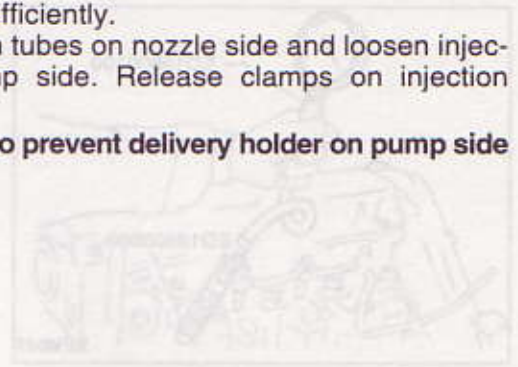 fficiently.
tubes on nozzle side and loosen injec-
side. Release clamps on injection
o prevent delivery holder on pump side